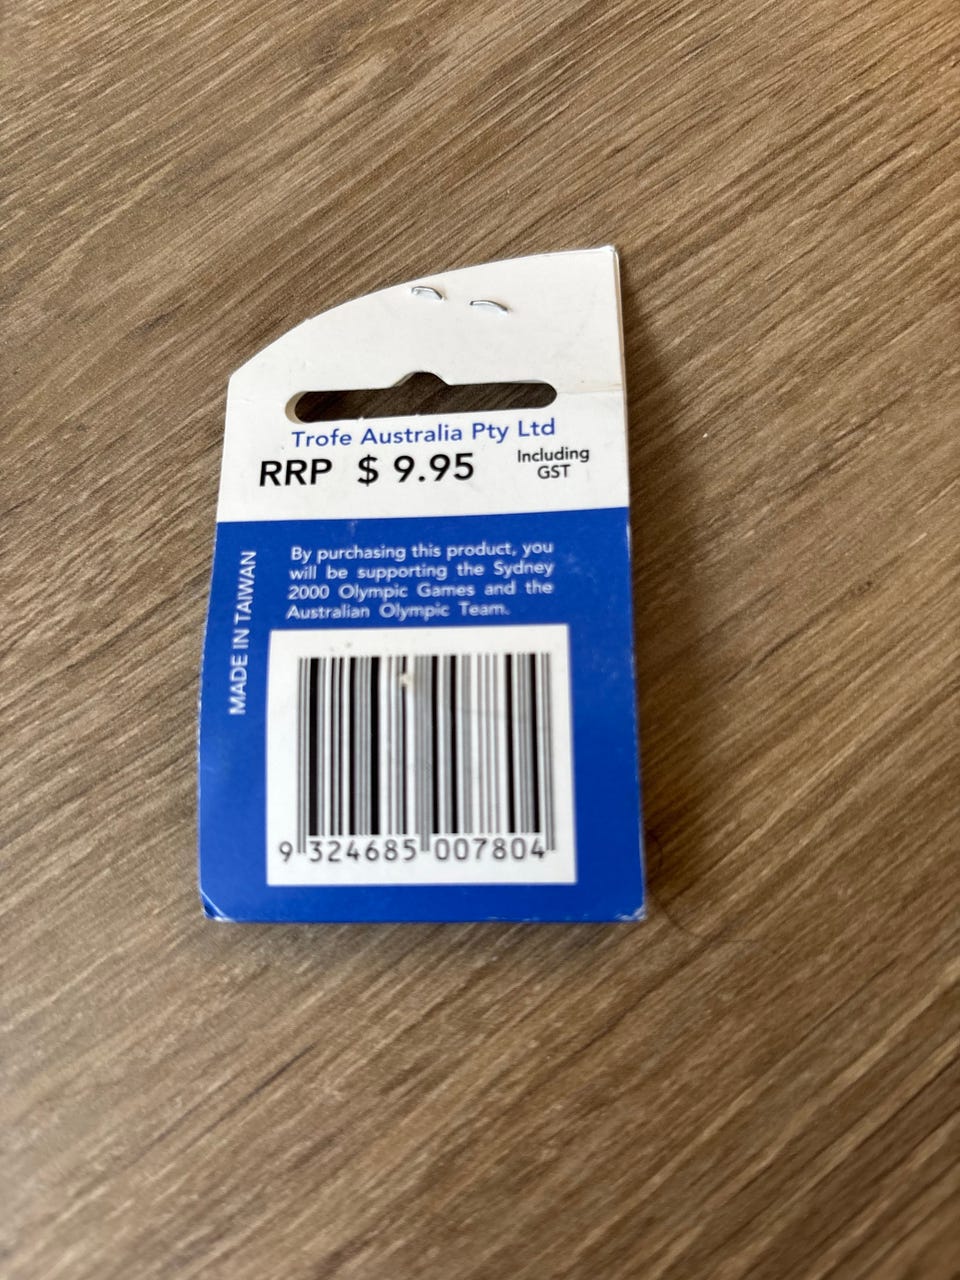 Trofe Australia Pty Ltd
RRP $ 9.95
Including
GST
MADE IN TAIWAN
By purchasing this product, you
will be supporting the Sydney
2000 Olympic Games and the
Australian Olympic Team.
9 324685 007804